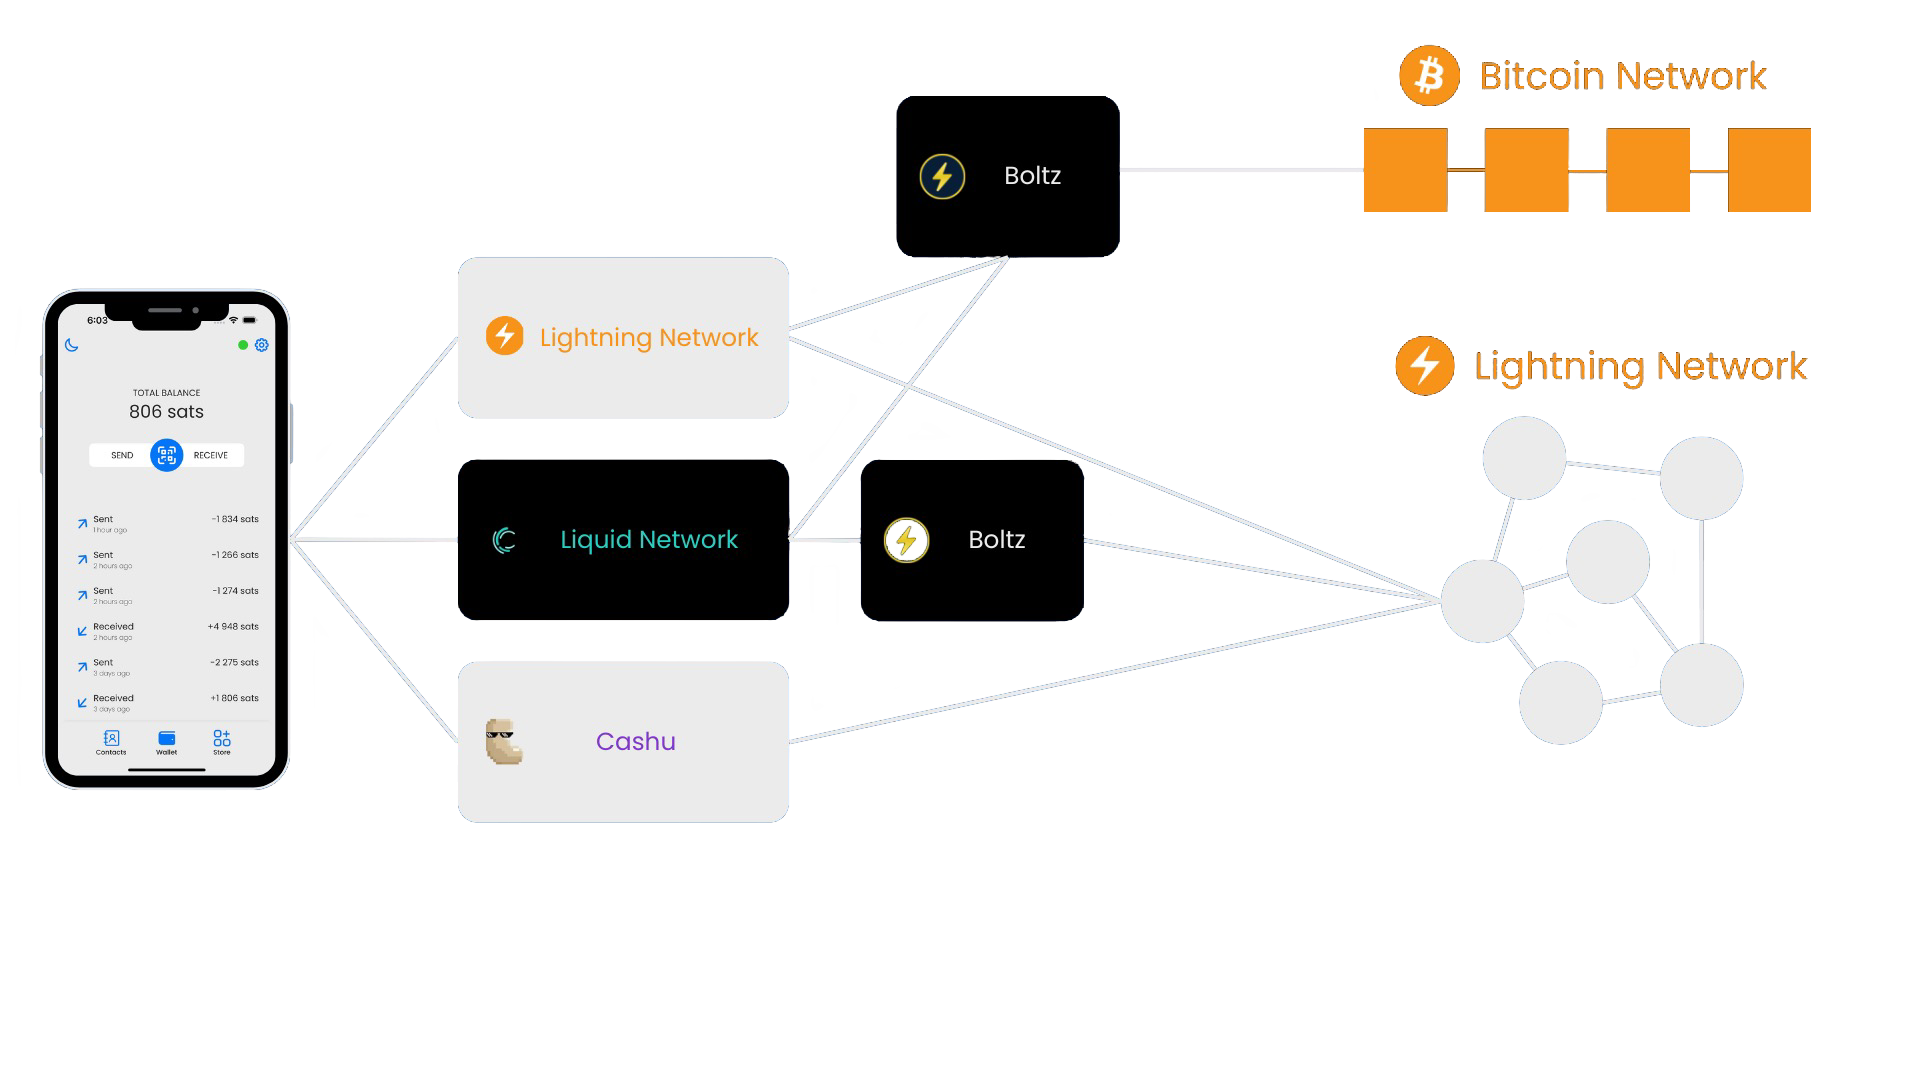 6:03
TOTAL BALANCE
806 sats
SEND
RECEIVE
Sent
-1 834 sats
1 hour ago
Sent
-1 266 sats
2 hours ago
Sent
-1 274 sats
2 hours ago
Received
+4 948 sats
2 hours ago
Sent
-2 275 sats
3 days ago
Received
+1 806 sats
3 days ago
Contacts
Wallet
Store
Lightning Network
Liquid Network
Cashu
Boltz
Boltz
Bitcoin Network
Lightning Network